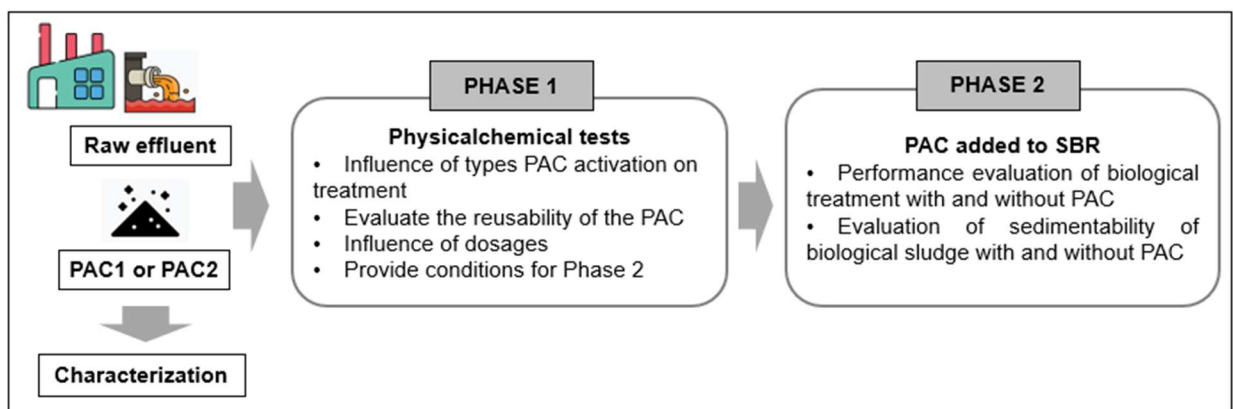 Raw effluent
PAC1 or PAC2
Characterization
PHASE 1
Physicalchemical tests
• Influence of types PAC activation on
treatment
• Evaluate the reusability of the PAC
• Influence of dosages
• Provide conditions for Phase 2
PHASE 2
PAC added to SBR
• Performance evaluation of biological
treatment with and without PAC
• Evaluation of sedimentability of
biological sludge with and without PAC